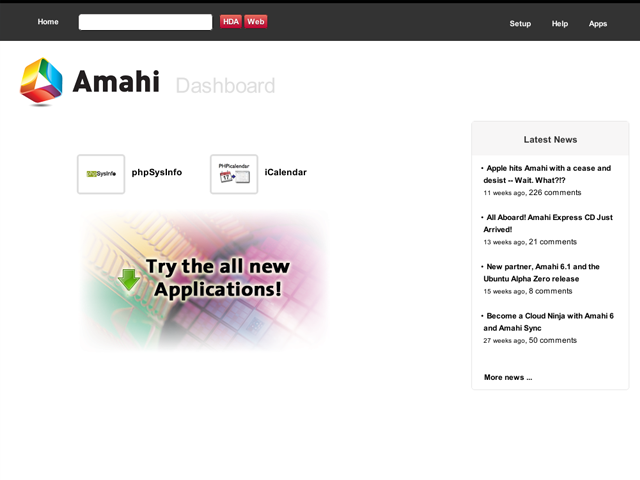 Home
HDA
Web
Setup
Help
Apps
Amahi
Dashboard
phpSysInfo
phpSysInfo
PHPicalendar
17
iCalendar
Try the all new
Applications!
Latest News
• Apple hits Amahi with a cease and
desist -- Wait. What?!?
11 weeks ago, 226 comments
• All Aboard! Amahi Express CD Just
Arrived!
13 weeks ago, 21 comments
• New partner, Amahi 6.1 and the
Ubuntu Alpha Zero release
15 weeks ago, 8 comments
• Become a Cloud Ninja with Amahi 6
and Amahi Sync
27 weeks ago, 50 comments
More news ...